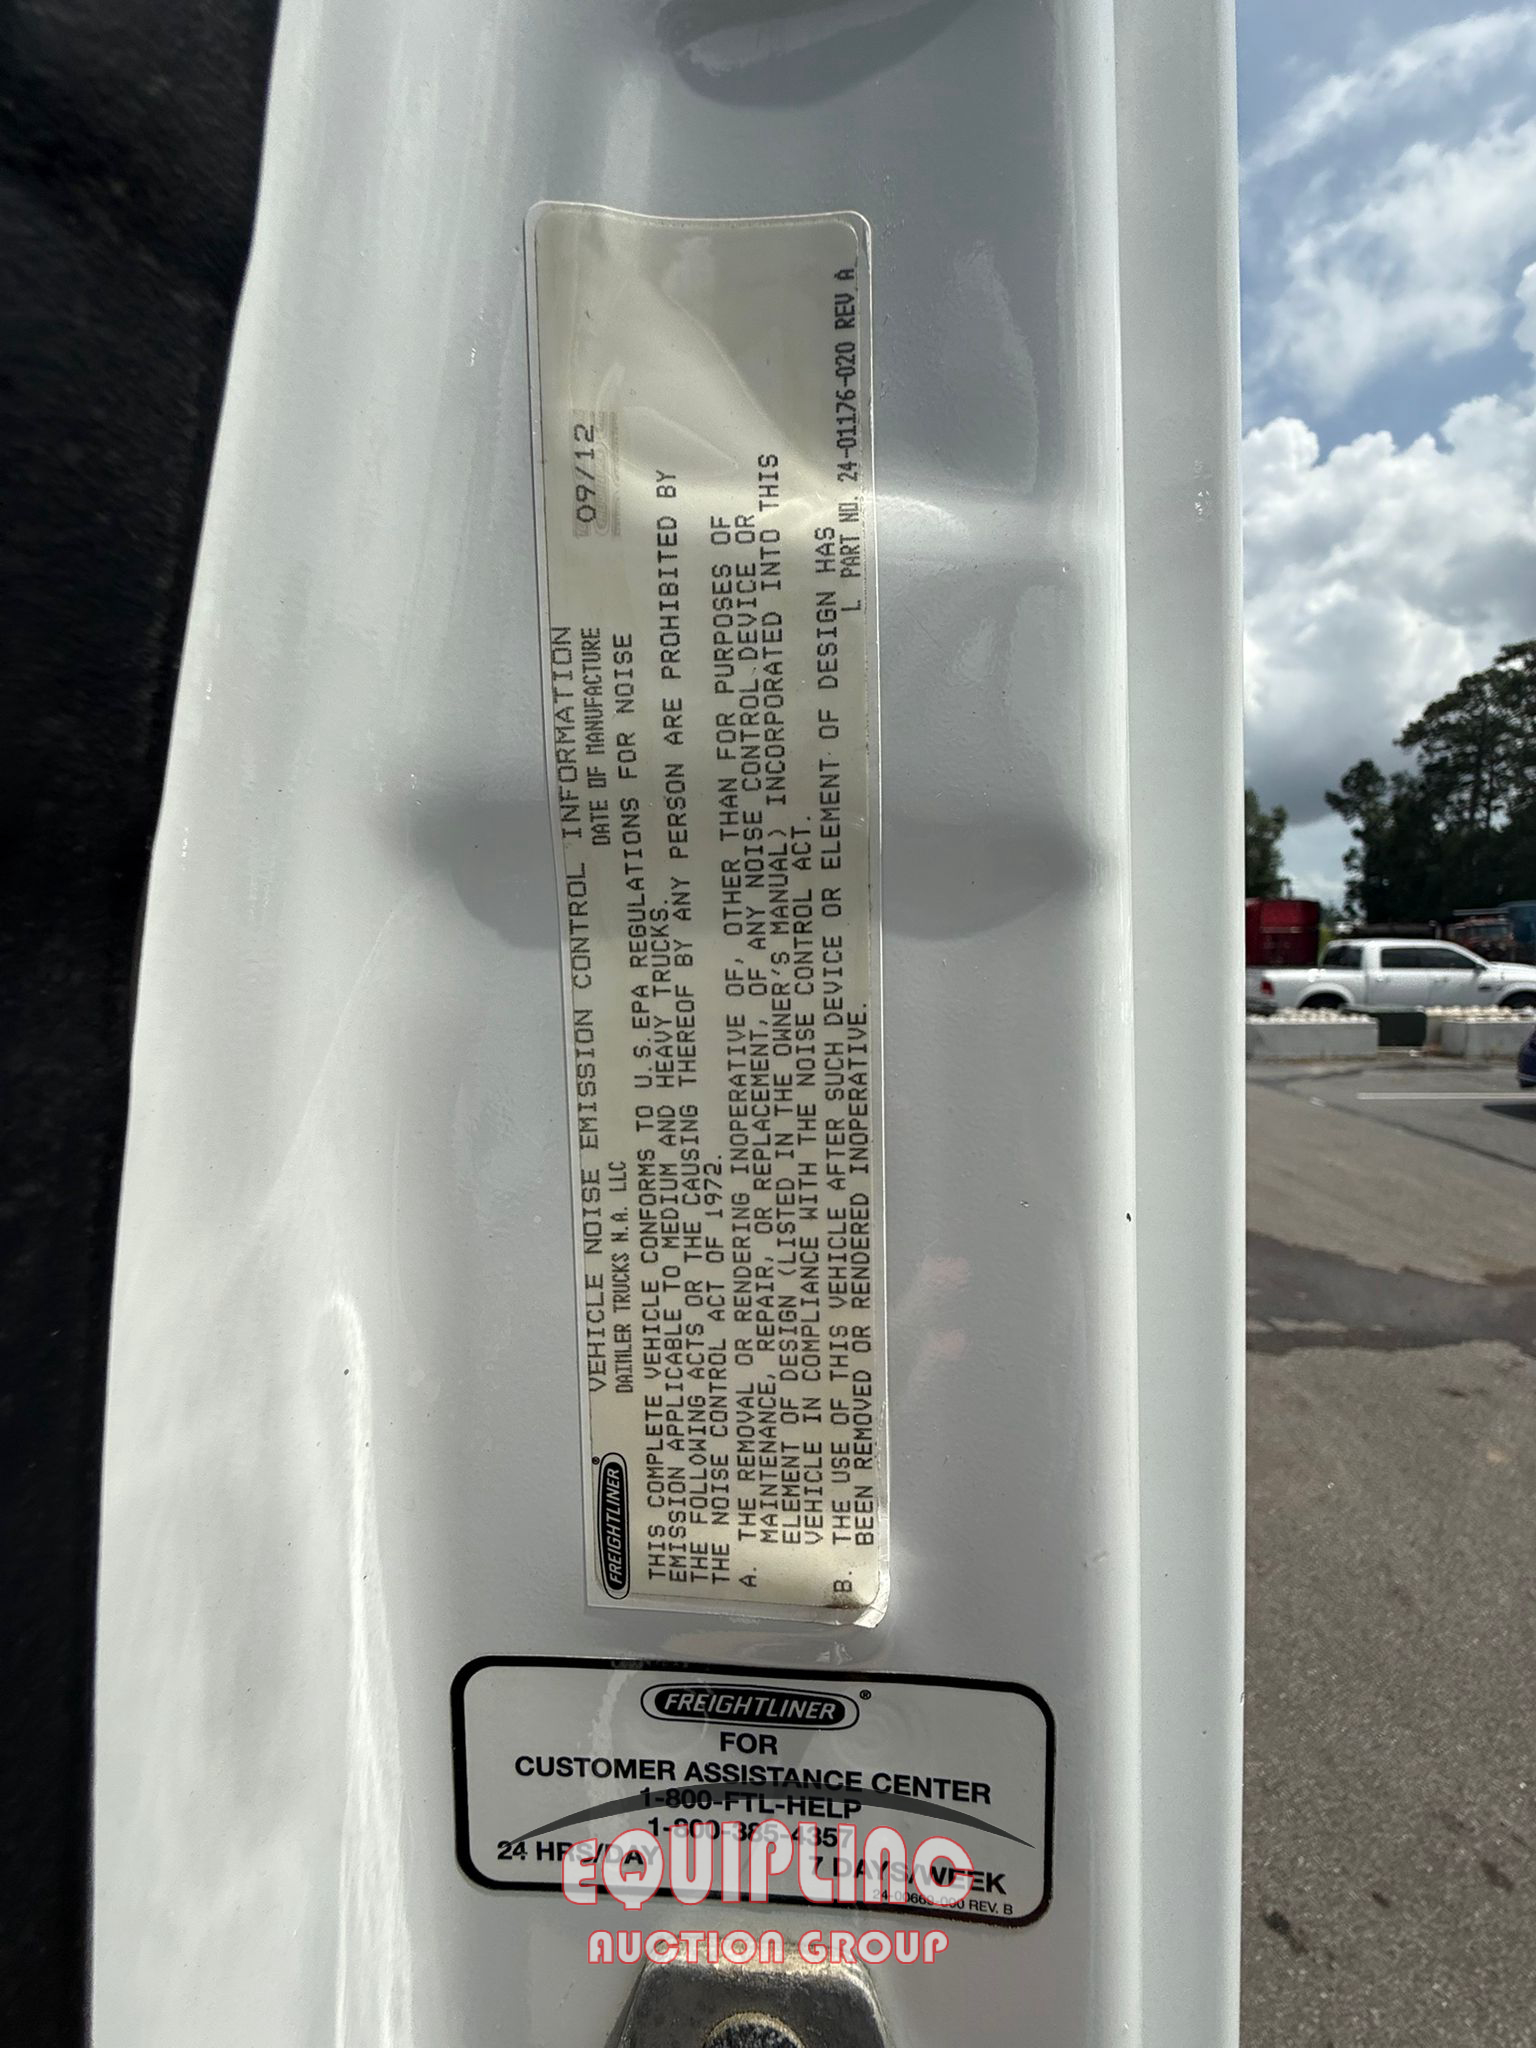 FREIGHTLINER®
VEHICLE NOISE EMISSION CONTROL INFORMATION
DAIMLER TRUCKS N.A. LLC DATE OF MANUFACTURE 09/12
THIS COMPLETE VEHICLE CONFORMS TO U.S. EPA REGULATIONS FOR NOISE
EMISSION APPLICABLE TO MEDIUM AND HEAVY TRUCKS.
THE FOLLOWING ACTS OR THE CAUSING THEREOF BY ANY PERSON ARE PROHIBITED BY
THE NOISE CONTROL ACT OF 1972.
A. THE REMOVAL OR RENDERING INOPERATIVE OF, OTHER THAN FOR PURPOSES OF
MAINTENANCE, REPAIR, OR REPLACEMENT, OF ANY NOISE CONTROL DEVICE OR
ELEMENT OF DESIGN (LISTED IN THE OWNER'S MANUAL) INCORPORATED INTO THIS
VEHICLE IN COMPLIANCE WITH THE NOISE CONTROL ACT.
B. THE USE OF THIS VEHICLE AFTER SUCH DEVICE OR ELEMENT OF DESIGN HAS
BEEN REMOVED OR RENDERED INOPERATIVE.
L PART NO. 24-01176-020 REV A
FREIGHTLINER®
FOR
CUSTOMER ASSISTANCE CENTER
1-800-FTL-HELP
1-800-385-4357
24 HRS/DAY 7 DAYS/WEEK
24-00669-000 REV. B
EQUIPLINC
AUCTION GROUP